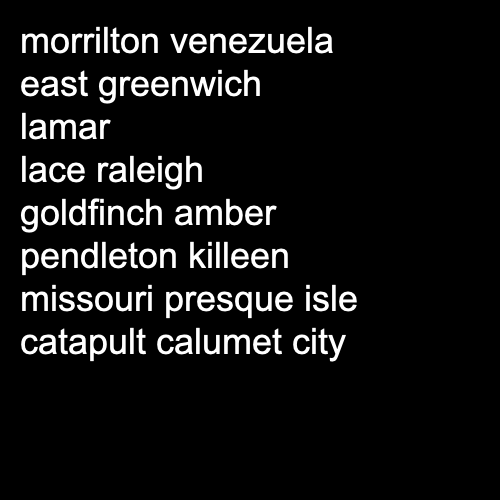 morrilton venezuela
east greenwich
lamar
lace raleigh
goldfinch amber
pendleton killeen
missouri presque isle
catapult calumet city